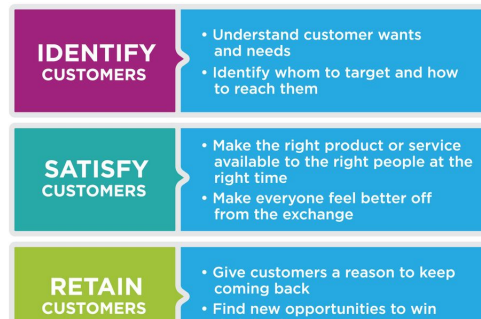 IDENTIFY
CUSTOMERS
• Understand customer wants
and needs
• Identify whom to target and how
to reach them
SATISFY
CUSTOMERS
• Make the right product or service
available to the right people at the
right time
• Make everyone feel better off
from the exchange
RETAIN
CUSTOMERS
• Give customers a reason to keep
coming back
• Find new opportunities to win